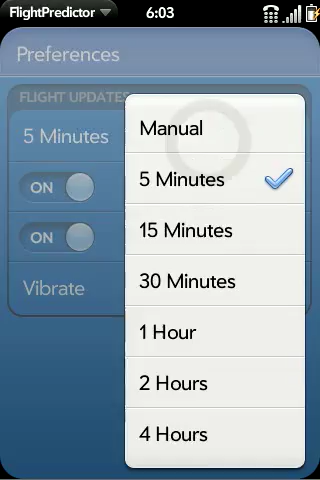 FlightPredictor 6:03
Preferences
FLIGHT UPDATES
5 Minutes
ON
ON
Vibrate
Manual
5 Minutes
15 Minutes
30 Minutes
1 Hour
2 Hours
4 Hours